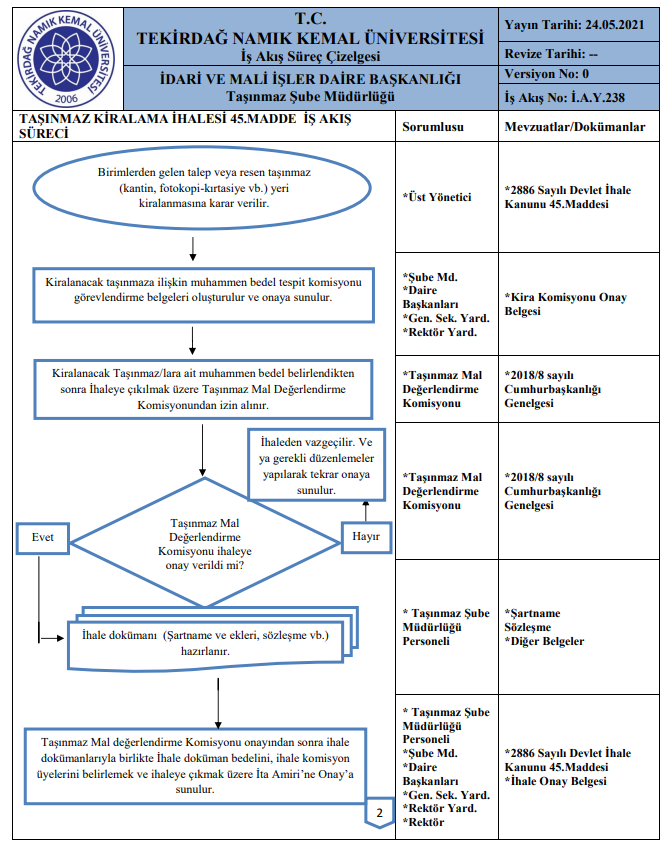 TEKİRDAĞ NAMIK KEMAL ÜNİVERSİTESİ
2006
T.C.
TEKİRDAĞ NAMIK KEMAL ÜNİVERSİTESİ
İş Akış Süreç Çizelgesi
İDARİ VE MALİ İŞLER DAİRE BAŞKANLIĞI
Taşınmaz Şube Müdürlüğü
Yayın Tarihi: 24.05.2021
Revize Tarihi: --
Versiyon No: 0
İş Akış No: İ.A.Y.238
TAŞINMAZ KİRALAMA İHALESİ 45.MADDE İŞ AKIŞ
SÜRECİ
Sorumlusu
Mevzuatlar/Dokümanlar
Birimlerden gelen talep veya resen taşınmaz
(kantin, fotokopi-kırtasiye vb.) yeri
kiralanmasına karar verilir.
*Üst Yönetici
*2886 Sayılı Devlet İhale
Kanunu 45.Maddesi
Kiralanacak taşınmaza ilişkin muhammen bedel tespit komisyonu
görevlendirme belgeleri oluşturulur ve onaya sunulur.
*Şube Md.
*Daire
Başkanları
*Gen. Sek. Yard.
*Rektör Yard.
*Kira Komisyonu Onay
Belgesi
Kiralanacak Taşınmaz/lara ait muhammen bedel belirlendikten
sonra İhaleye çıkılmak üzere Taşınmaz Mal Değerlendirme
Komisyonundan izin alınır.
*Taşınmaz Mal
Değerlendirme
Komisyonu
*2018/8 sayılı
Cumhurbaşkanlığı
Genelgesi
İhaleden vazgeçilir. Ve
ya gerekli düzenlemeler
yapılarak tekrar onaya
sunulur.
Taşınmaz Mal
Değerlendirme
Komisyonu ihaleye
onay verildi mi?
Evet
Hayır
*Taşınmaz Mal
Değerlendirme
Komisyonu
*2018/8 sayılı
Cumhurbaşkanlığı
Genelgesi
İhale dokümanı (Şartname ve ekleri, sözleşme vb.)
hazırlanır.
* Taşınmaz Şube
Müdürlüğü
Personeli
*Şartname
Sözleşme
*Diğer Belgeler
Taşınmaz Mal değerlendirme Komisyonu onayından sonra ihale
dokümanlarıyla birlikte İhale doküman bedelini, ihale komisyon
üyelerini belirlemek ve ihaleye çıkmak üzere İta Amiri’ne Onay’a
sunulur.
2
* Taşınmaz Şube
Müdürlüğü
Personeli
*Şube Md.
*Daire
Başkanları
*Gen. Sek. Yard.
*Rektör Yard.
*Rektör
*2886 Sayılı Devlet İhale
Kanunu 45.Maddesi
*İhale Onay Belgesi